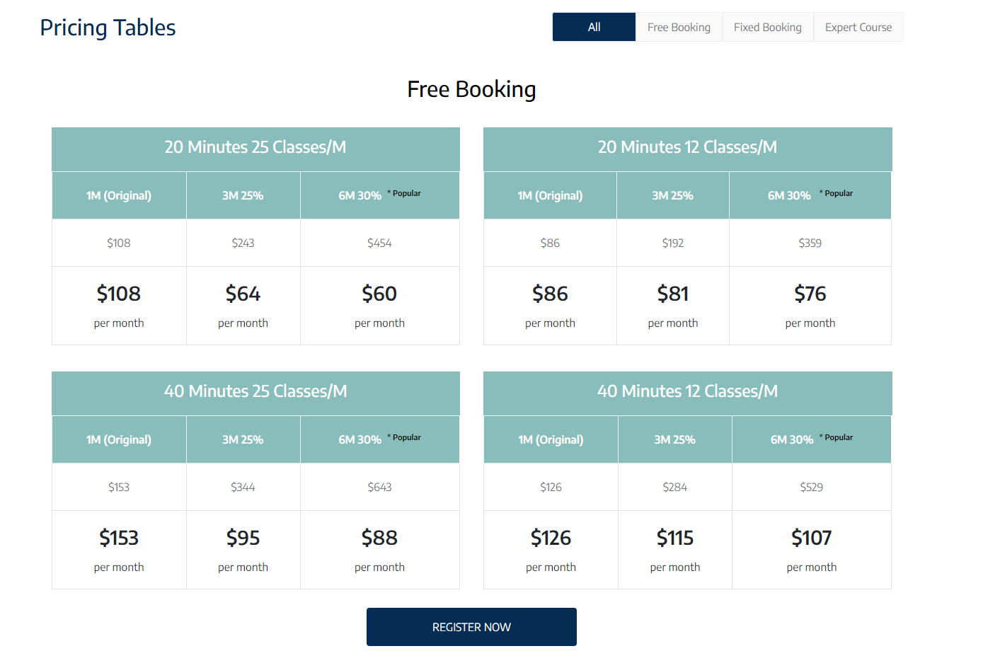 Pricing Tables
All
Free Booking
Fixed Booking
Expert Course
Free Booking
20 Minutes 25 Classes/M
1M (Original) 3M 25% 6M 30% * Popular
$108 $243 $454
$108 $64 $60
per month per month per month
20 Minutes 12 Classes/M
1M (Original) 3M 25% 6M 30% * Popular
$86 $192 $359
$86 $81 $76
per month per month per month
40 Minutes 25 Classes/M
1M (Original) 3M 25% 6M 30% * Popular
$153 $344 $643
$153 $95 $88
per month per month per month
40 Minutes 12 Classes/M
1M (Original) 3M 25% 6M 30% * Popular
$126 $284 $529
$126 $115 $107
per month per month per month
REGISTER NOW